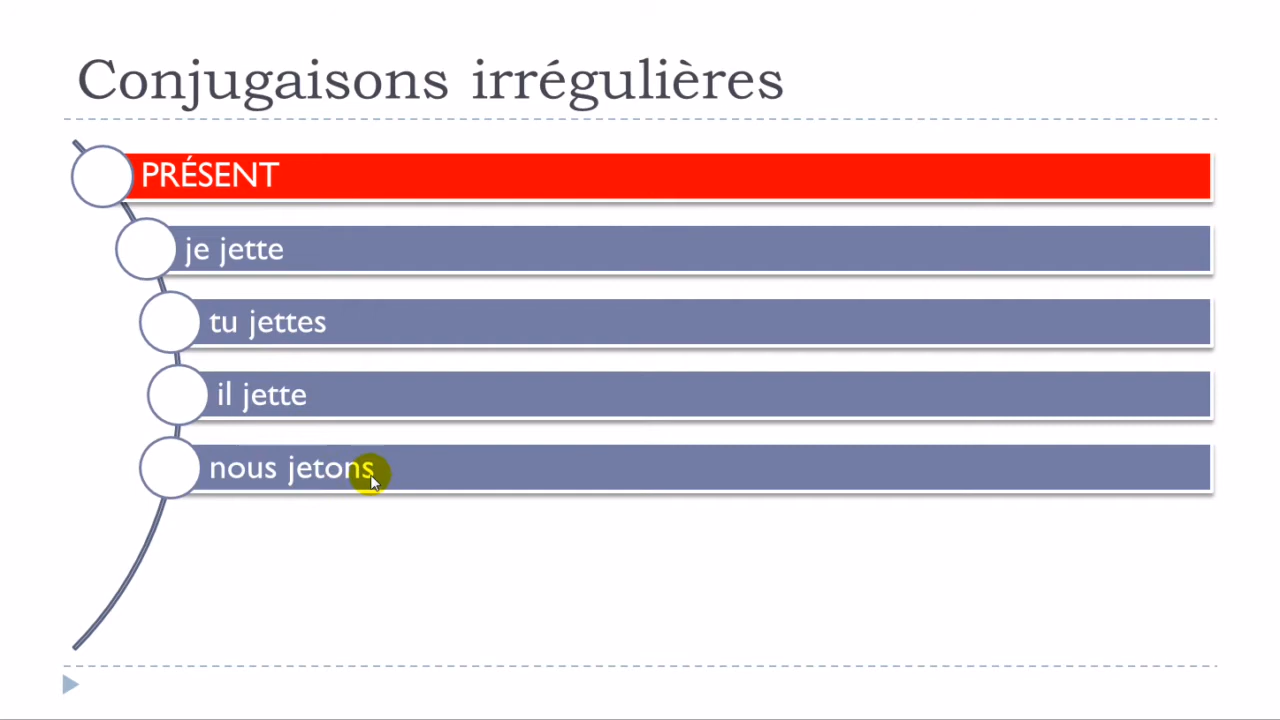 Conjugaisons irrégulières
PRÉSENT
je jette
tu jettes
il jette
nous jetons